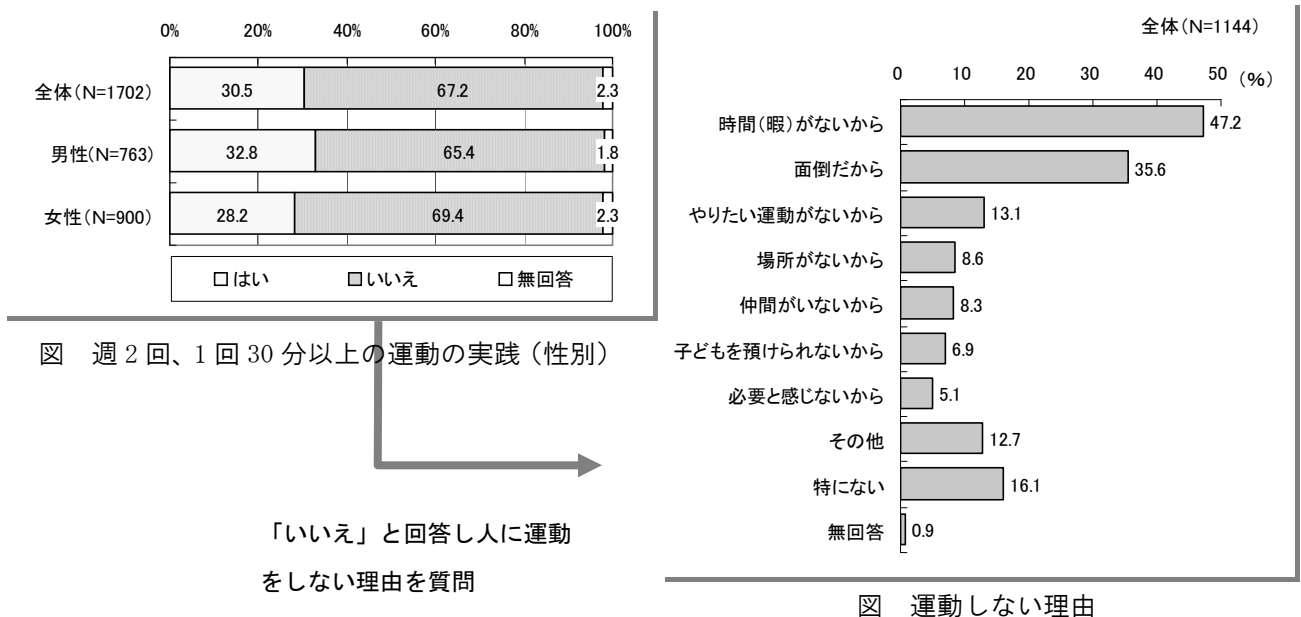 0% 20% 40% 60% 80% 100%
全体(N=1702) 30.5 67.2 2.3
男性(N=763) 32.8 65.4 1.8
女性(N=900) 28.2 69.4 2.3
はい いいえ 無回答
図 週2回、1回30分以上の運動の実践(性別)
「いいえ」と回答し人に運動
をしない理由を質問
全体(N=1144)
0 10 20 30 40 50 (%)
時間(暇)がないから 47.2
面倒だから 35.6
やりたい運動がないから 13.1
場所がないから 8.6
仲間がいないから 8.3
子どもを預けられないから 6.9
必要と感じないから 5.1
その他 12.7
特にない 16.1
無回答 0.9
図 運動しない理由